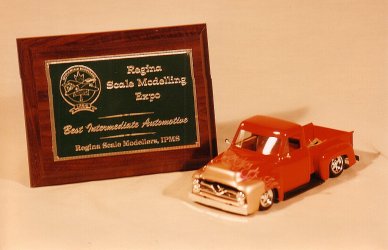 Regina
Scale Modelling
Expo
Best Intermediate Automotive
Regina Scale Modellers, IPMS